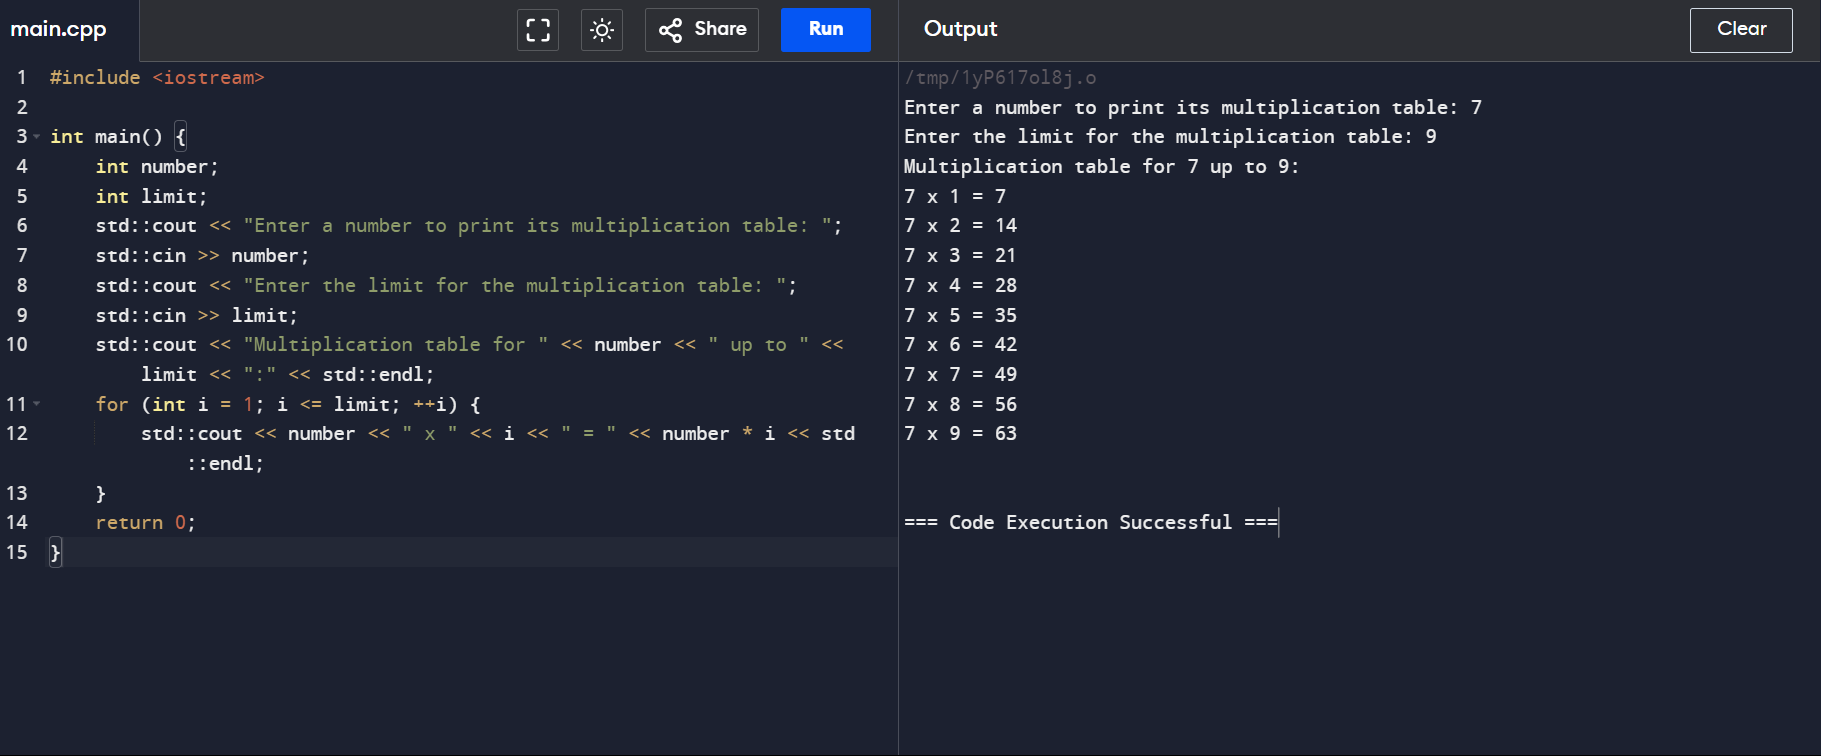 main.cpp
Share
Run
Output
Clear
1 #include <iostream>
2
3 int main() {
4     int number;
5     int limit;
6     std::cout << "Enter a number to print its multiplication table: ";
7     std::cin >> number;
8     std::cout << "Enter the limit for the multiplication table: ";
9     std::cin >> limit;
10     std::cout << "Multiplication table for " << number << " up to " <<
        limit << ":" << std::endl;
11     for (int i = 1; i <= limit; ++i) {
12         std::cout << number << " x " << i << " = " << number * i << std
            ::endl;
13     }
14     return 0;
15 }
/tmp/1yP617ol8j.o
Enter a number to print its multiplication table: 7
Enter the limit for the multiplication table: 9
Multiplication table for 7 up to 9:
7 x 1 = 7
7 x 2 = 14
7 x 3 = 21
7 x 4 = 28
7 x 5 = 35
7 x 6 = 42
7 x 7 = 49
7 x 8 = 56
7 x 9 = 63
=== Code Execution Successful ===